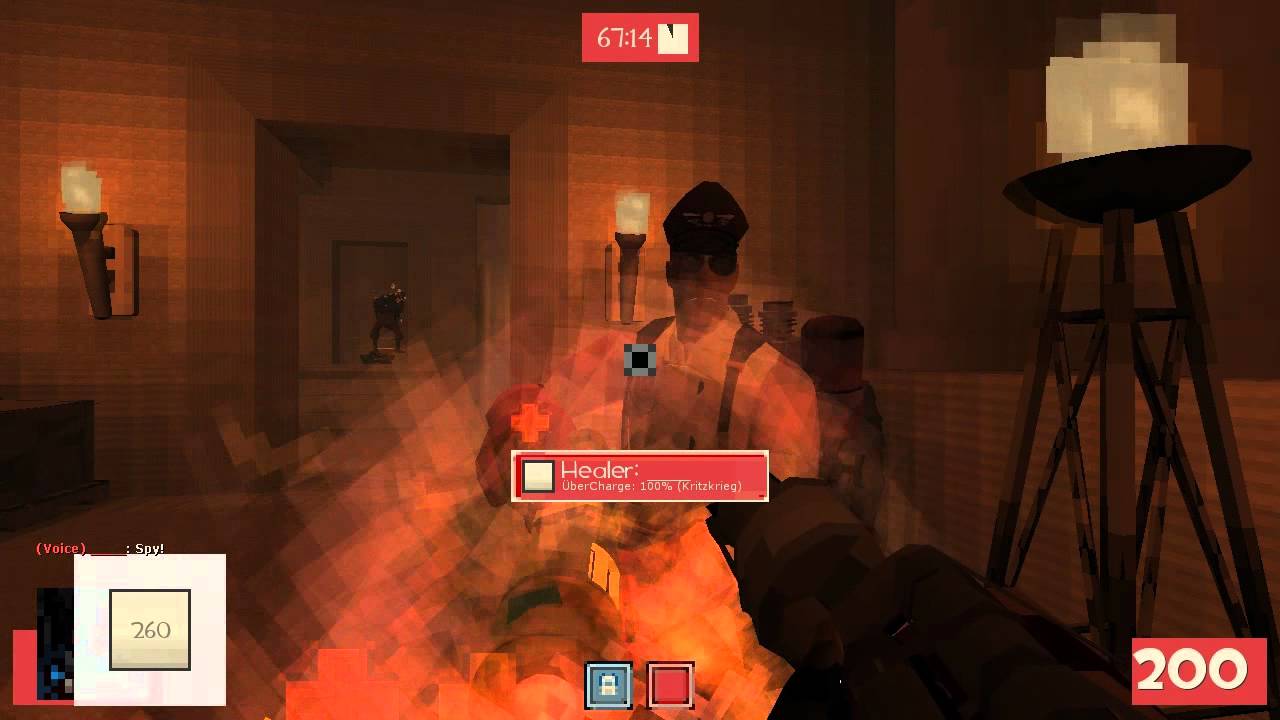 67:14
Healer:
ÜberCharge: 100% (Kritzkrieg)
(Voice) : Spy!
260
200